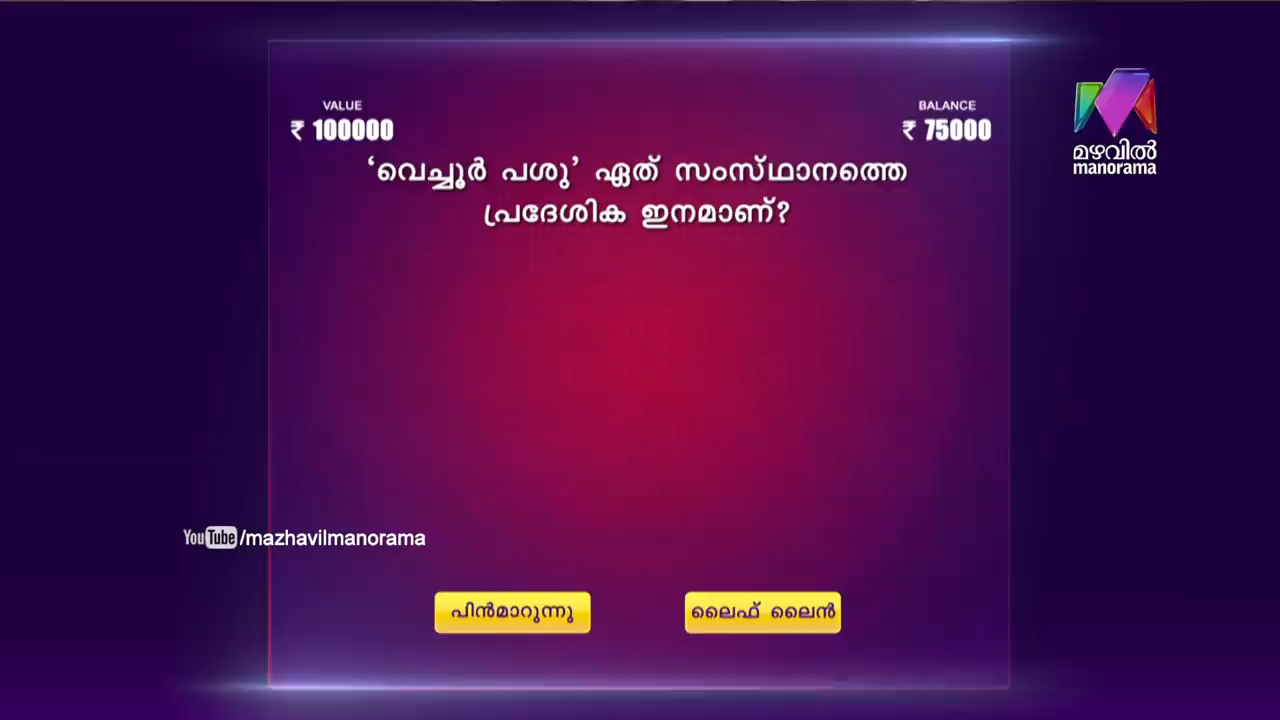 VALUE
₹ 100000
BALANCE
₹ 75000
‘വെച്ചൂർ പശു’ ഏത് സംസ്ഥാനത്തെ
പ്രദേശിക ഇനമാണ്?
മഴവിൽ
manorama
YouTube/mazhavilmanorama
പിൻമാറുന്നു
ലൈഫ് ലൈൻ